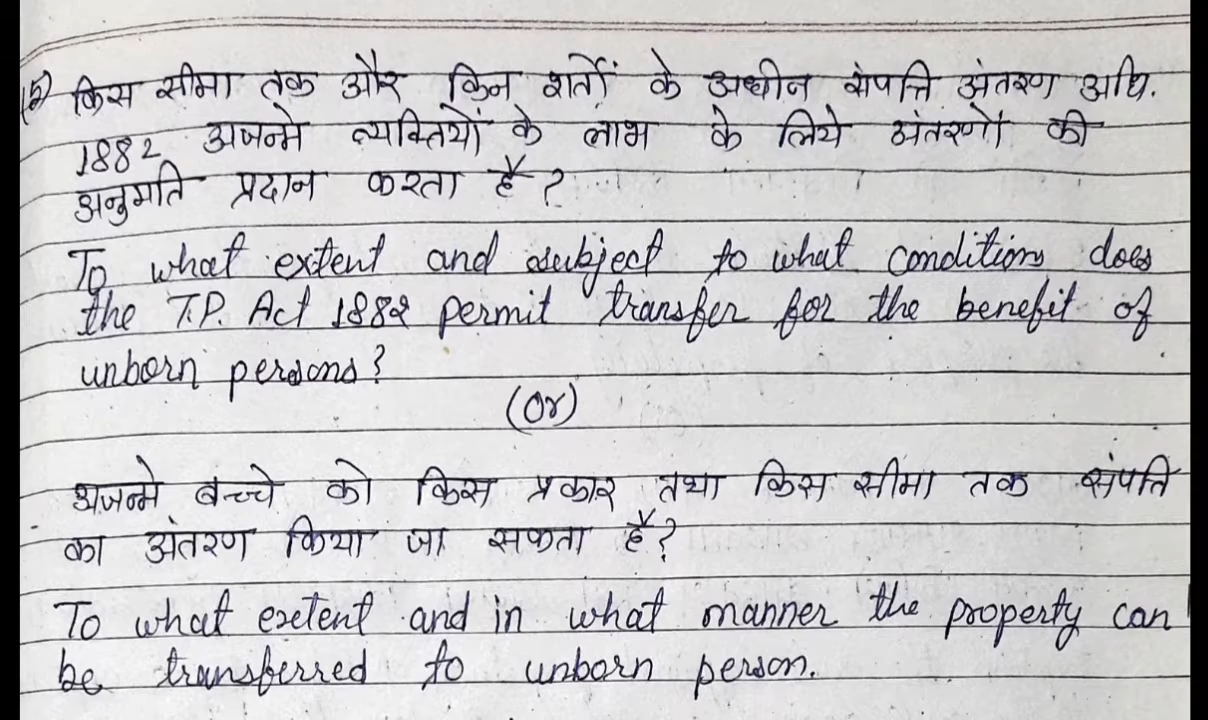 किस सीमा तक और किन शर्तों के अधीन संपत्ति अंतरण अधि.
1882 अजन्मे व्यक्तियों के लाभ के लिये अंतरणों की
अनुमति प्रदान करता है?
To what extent and subject to what conditions does
the T.P. Act 1882 permit transfer for the benefit of
unborn persons?
(Or)
अजन्मे बच्चे को किस प्रकार तथा किस सीमा तक संपत्ति
का अंतरण किया जा सकता है?
To what extent and in what manner the property can
be transferred to unborn person.